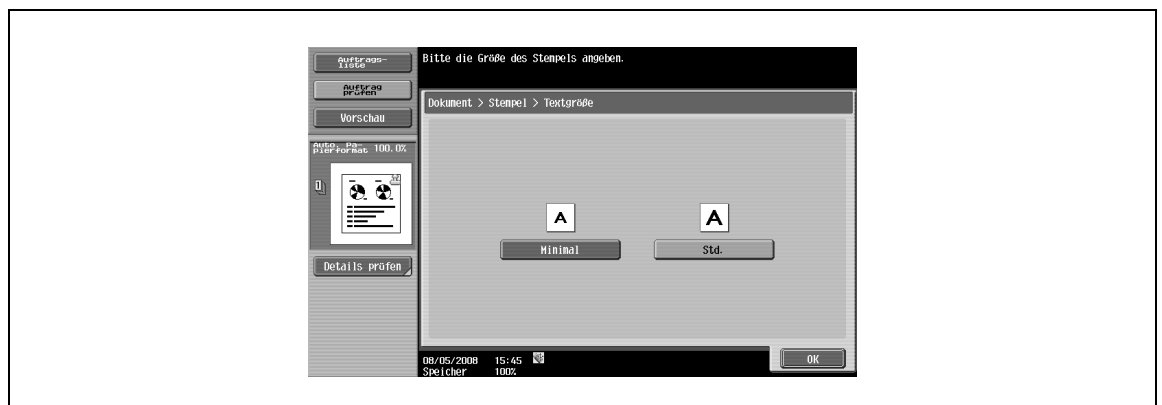 Auftrags-
liste
Auftrag
prüfen
Vorschau
Auto. Pa-
pierformat 100.0%
1
Details prüfen
Bitte die Größe des Stempels angeben.
Dokument > Stempel > Textgröße
A
A
Minimal
Std.
08/05/2008 15:45
Speicher 100%
OK